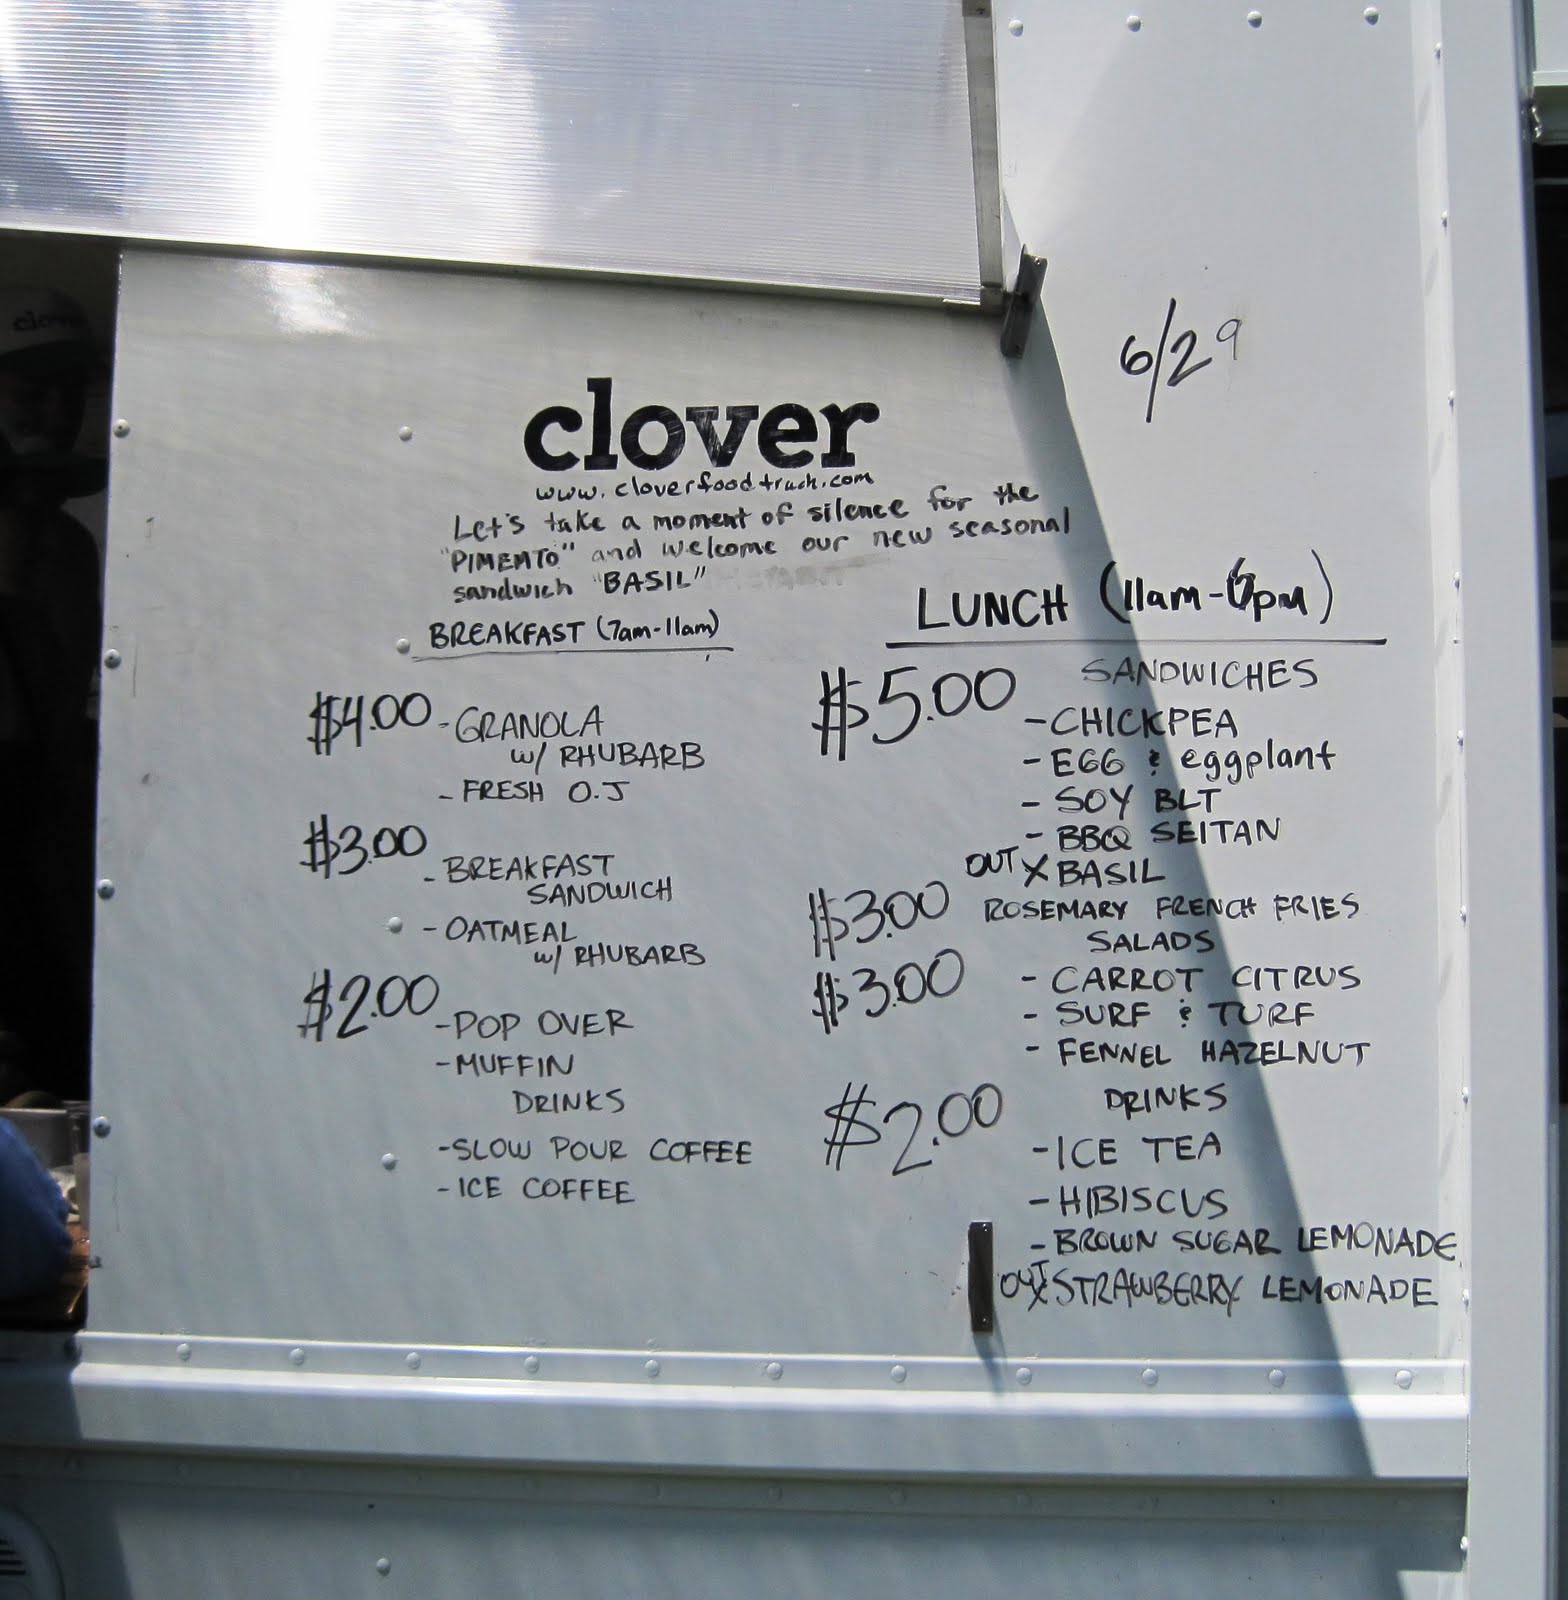 clove
6/29
clover
www.cloverfoodtruck.com
Let's take a moment of silence for the
"PIMENTO" and welcome our new seasonal
sandwich "BASIL"
BREAKFAST (7am-11am)
$4.00 - GRANOLA
w/ RHUBARB
- FRESH O.J
$3.00
- BREAKFAST
SANDWICH
- OATMEAL
w/ RHUBARB
$2.00 - POP OVER
- MUFFIN
DRINKS
- SLOW POUR COFFEE
- ICE COFFEE
LUNCH (11am-6pm)
$5.00 SANDWICHES
- CHICKPEA
- EGG & eggplant
- SOY BLT
- BBQ SEITAN
OUT X BASIL
$3.00 ROSEMARY FRENCH FRIES
SALADS
$3.00 - CARROT CITRUS
- SURF & TURF
- FENNEL HAZELNUT
$2.00 DRINKS
- ICE TEA
- HIBISCUS
- BROWN SUGAR LEMONADE
OUT X STRAWBERRY LEMONADE